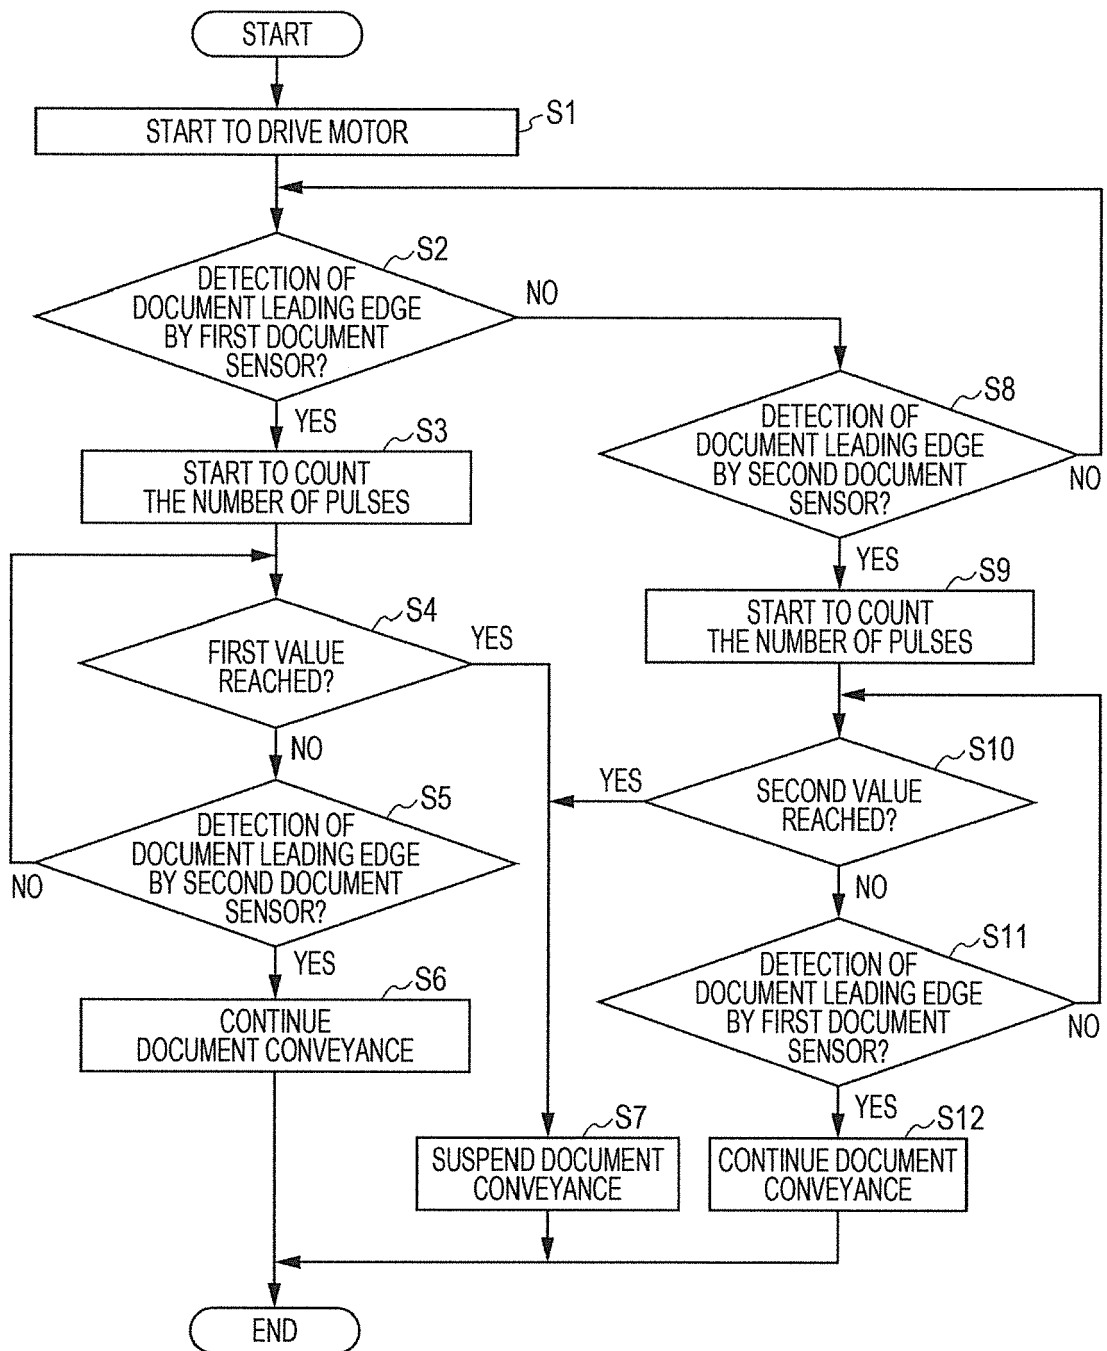 START
S1
START TO DRIVE MOTOR
S2
DETECTION OF
DOCUMENT LEADING EDGE
BY FIRST DOCUMENT
SENSOR?
NO
YES
S3
START TO COUNT
THE NUMBER OF PULSES
S4
FIRST VALUE
REACHED?
YES
NO
S5
DETECTION OF
DOCUMENT LEADING EDGE
BY SECOND DOCUMENT
SENSOR?
NO
YES
S6
CONTINUE
DOCUMENT CONVEYANCE
S7
SUSPEND DOCUMENT
CONVEYANCE
S8
DETECTION OF
DOCUMENT LEADING EDGE
BY SECOND DOCUMENT
SENSOR?
NO
YES
S9
START TO COUNT
THE NUMBER OF PULSES
S10
SECOND VALUE
REACHED?
YES
NO
S11
DETECTION OF
DOCUMENT LEADING EDGE
BY FIRST DOCUMENT
SENSOR?
NO
YES
S12
CONTINUE DOCUMENT
CONVEYANCE
END